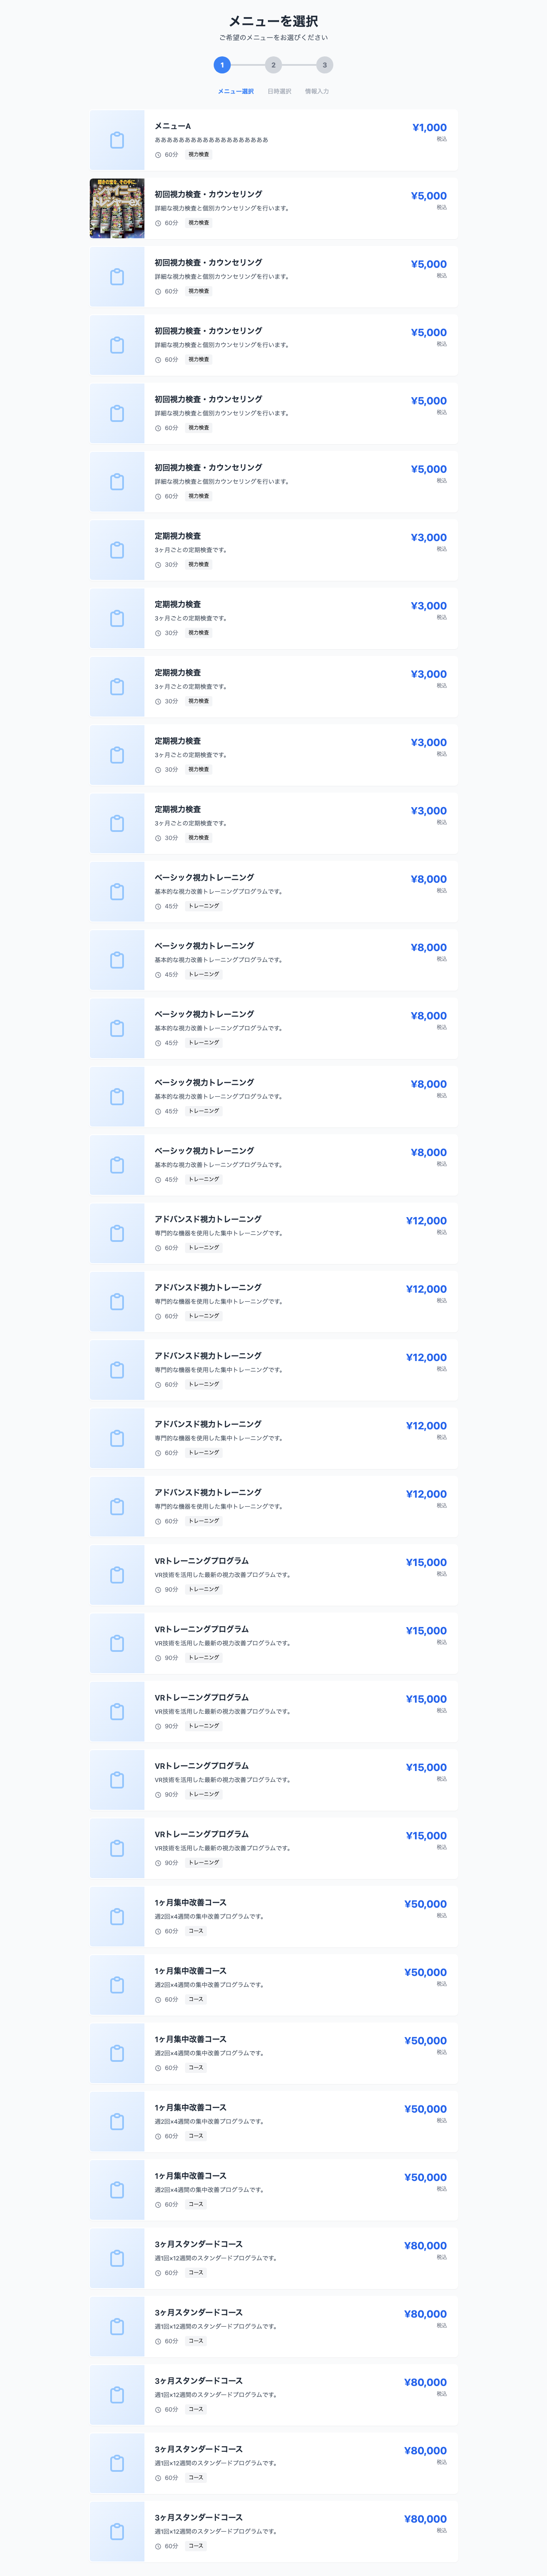 メニューを選択
ご希望のメニューをお選びください
1 2 3
メニュー選択 日時選択 情報入力
メニューA
¥1,000
あああああああああああああああああああ
税込
60分 視力検査
初回視力検査・カウンセリング
¥5,000
詳細な視力検査と個別カウンセリングを行います。
税込
60分 視力検査
初回視力検査・カウンセリング
¥5,000
詳細な視力検査と個別カウンセリングを行います。
税込
60分 視力検査
初回視力検査・カウンセリング
¥5,000
詳細な視力検査と個別カウンセリングを行います。
税込
60分 視力検査
初回視力検査・カウンセリング
¥5,000
詳細な視力検査と個別カウンセリングを行います。
税込
60分 視力検査
初回視力検査・カウンセリング
¥5,000
詳細な視力検査と個別カウンセリングを行います。
税込
60分 視力検査
定期視力検査
¥3,000
3ヶ月ごとの定期検査です。
税込
30分 視力検査
定期視力検査
¥3,000
3ヶ月ごとの定期検査です。
税込
30分 視力検査
定期視力検査
¥3,000
3ヶ月ごとの定期検査です。
税込
30分 視力検査
定期視力検査
¥3,000
3ヶ月ごとの定期検査です。
税込
30分 視力検査
定期視力検査
¥3,000
3ヶ月ごとの定期検査です。
税込
30分 視力検査
ベーシック視力トレーニング
¥8,000
基本的な視力改善トレーニングプログラムです。
税込
45分 トレーニング
ベーシック視力トレーニング
¥8,000
基本的な視力改善トレーニングプログラムです。
税込
45分 トレーニング
ベーシック視力トレーニング
¥8,000
基本的な視力改善トレーニングプログラムです。
税込
45分 トレーニング
ベーシック視力トレーニング
¥8,000
基本的な視力改善トレーニングプログラムです。
税込
45分 トレーニング
ベーシック視力トレーニング
¥8,000
基本的な視力改善トレーニングプログラムです。
税込
45分 トレーニング
アドバンスド視力トレーニング
¥12,000
専門的な機器を使用した集中トレーニングです。
税込
60分 トレーニング
アドバンスド視力トレーニング
¥12,000
専門的な機器を使用した集中トレーニングです。
税込
60分 トレーニング
アドバンスド視力トレーニング
¥12,000
専門的な機器を使用した集中トレーニングです。
税込
60分 トレーニング
アドバンスド視力トレーニング
¥12,000
専門的な機器を使用した集中トレーニングです。
税込
60分 トレーニング
アドバンスド視力トレーニング
¥12,000
専門的な機器を使用した集中トレーニングです。
税込
60分 トレーニング
VRトレーニングプログラム
¥15,000
VR技術を活用した最新の視力改善プログラムです。
税込
90分 トレーニング
VRトレーニングプログラム
¥15,000
VR技術を活用した最新の視力改善プログラムです。
税込
90分 トレーニング
VRトレーニングプログラム
¥15,000
VR技術を活用した最新の視力改善プログラムです。
税込
90分 トレーニング
VRトレーニングプログラム
¥15,000
VR技術を活用した最新の視力改善プログラムです。
税込
90分 トレーニング
VRトレーニングプログラム
¥15,000
VR技術を活用した最新の視力改善プログラムです。
税込
90分 トレーニング
1ヶ月集中改善コース
¥50,000
週2回×4週間の集中改善プログラムです。
税込
60分 コース
1ヶ月集中改善コース
¥50,000
週2回×4週間の集中改善プログラムです。
税込
60分 コース
1ヶ月集中改善コース
¥50,000
週2回×4週間の集中改善プログラムです。
税込
60分 コース
1ヶ月集中改善コース
¥50,000
週2回×4週間の集中改善プログラムです。
税込
60分 コース
1ヶ月集中改善コース
¥50,000
週2回×4週間の集中改善プログラムです。
税込
60分 コース
3ヶ月スタンダードコース
¥80,000
週1回×12週間のスタンダードプログラムです。
税込
60分 コース
3ヶ月スタンダードコース
¥80,000
週1回×12週間のスタンダードプログラムです。
税込
60分 コース
3ヶ月スタンダードコース
¥80,000
週1回×12週間のスタンダードプログラムです。
税込
60分 コース
3ヶ月スタンダードコース
¥80,000
週1回×12週間のスタンダードプログラムです。
税込
60分 コース
3ヶ月スタンダードコース
¥80,000
週1回×12週間のスタンダードプログラムです。
税込
60分 コース